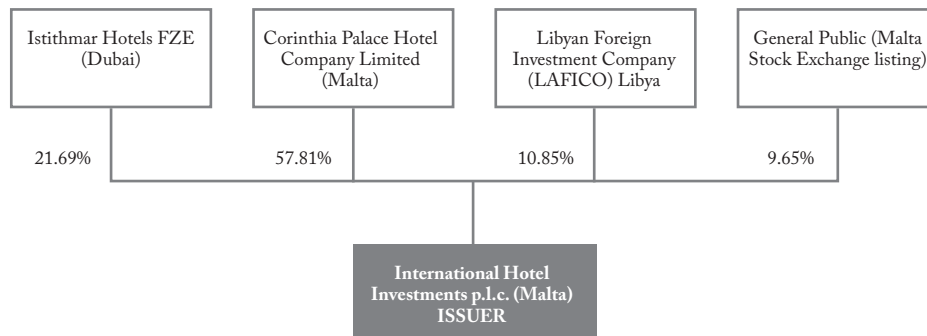 Istithmar Hotels FZE
(Dubai)
Corinthia Palace Hotel
Company Limited
(Malta)
Libyan Foreign
Investment Company
(LAFICO) Libya
General Public (Malta
Stock Exchange listing)
21.69%
57.81%
10.85%
9.65%
International Hotel
Investments p.l.c. (Malta)
ISSUER